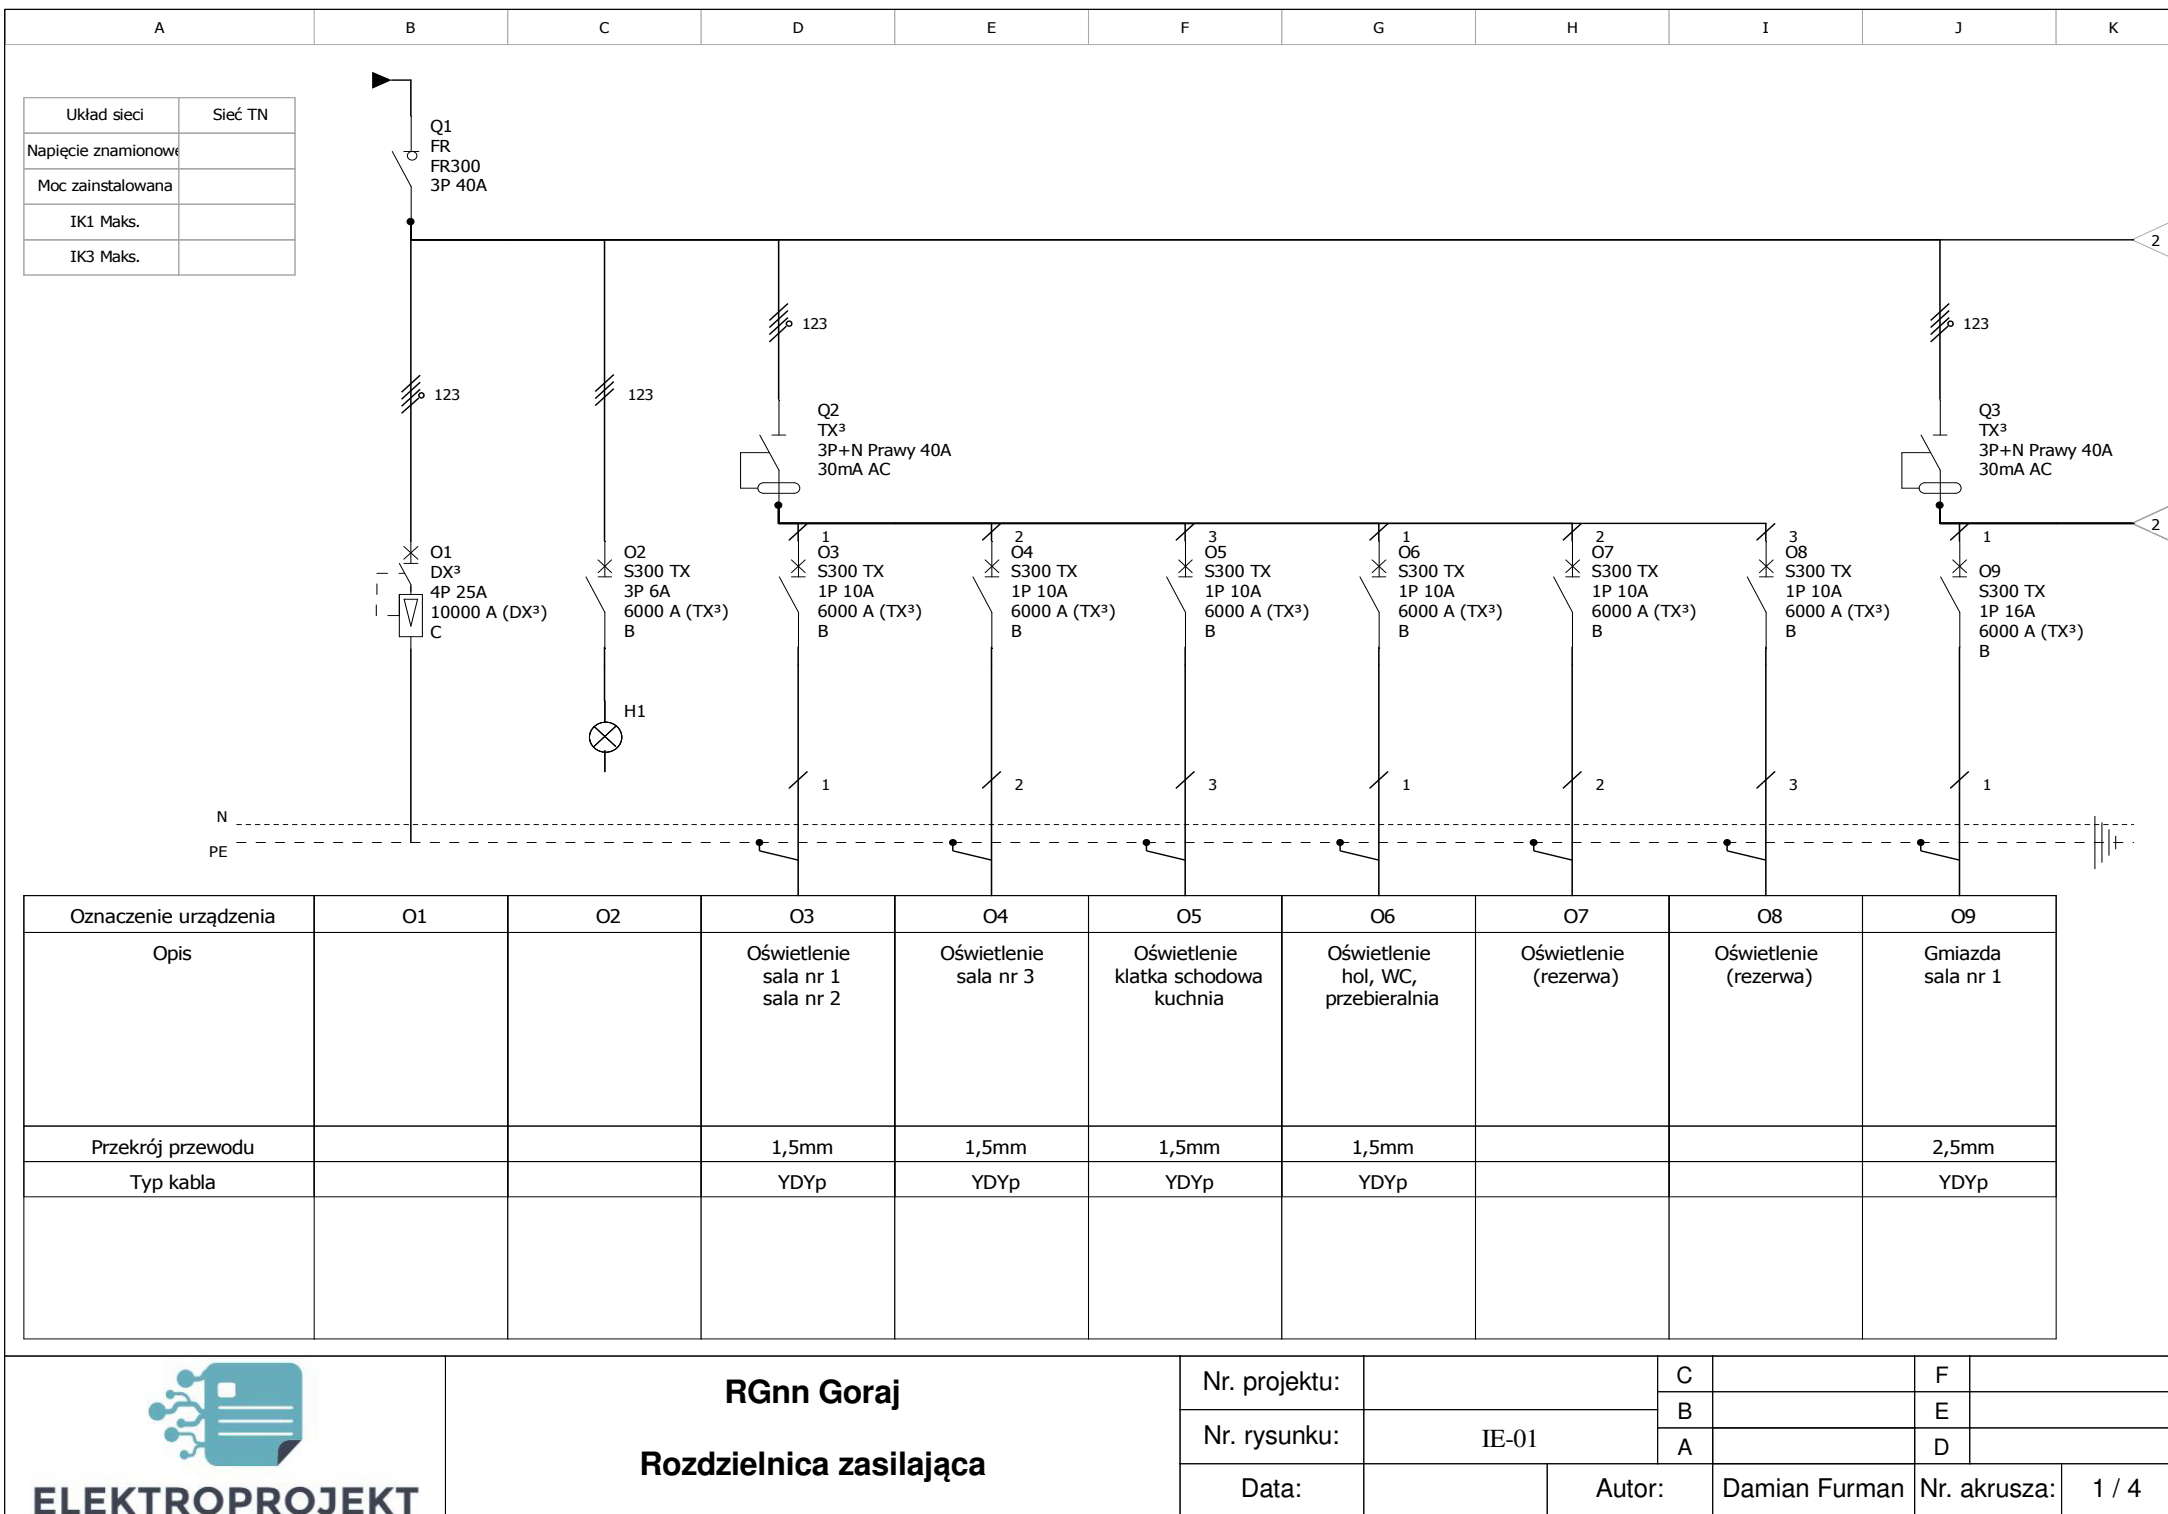 A B C D E F G H I J K
Układ sieci Sieć TN
Napięcie znamionowe
Moc zainstalowana
IK1 Maks.
IK3 Maks.
Q1
FR
FR300
3P 40A
2
123
123
123
123
Q2
TX³
3P+N Prawy 40A
30mA AC
Q3
TX³
3P+N Prawy 40A
30mA AC
2
1 2 3 1 2 3 1
O1
DX³
4P 25A
10000 A (DX³)
C
O2
S300 TX
3P 6A
6000 A (TX³)
B
O3
S300 TX
1P 10A
6000 A (TX³)
B
O4
S300 TX
1P 10A
6000 A (TX³)
B
O5
S300 TX
1P 10A
6000 A (TX³)
B
O6
S300 TX
1P 10A
6000 A (TX³)
B
O7
S300 TX
1P 10A
6000 A (TX³)
B
O8
S300 TX
1P 10A
6000 A (TX³)
B
O9
S300 TX
1P 16A
6000 A (TX³)
B
H1
1 2 3 1 2 3 1
N
PE
Oznaczenie urządzenia O1 O2 O3 O4 O5 O6 O7 O8 O9
Opis
Oświetlenie
sala nr 1
sala nr 2
Oświetlenie
sala nr 3
Oświetlenie
klatka schodowa
kuchnia
Oświetlenie
hol, WC,
przebieralnia
Oświetlenie
(rezerwa)
Oświetlenie
(rezerwa)
Gmiazda
sala nr 1
Przekrój przewodu 1,5mm 1,5mm 1,5mm 1,5mm 2,5mm
Typ kabla YDYp YDYp YDYp YDYp YDYp
ELEKTROPROJEKT
RGnn Goraj
Rozdzielnica zasilająca
Nr. projektu:
Nr. rysunku: IE-01
C F
B E
A D
Data: Autor: Damian Furman Nr. akrusza: 1 / 4